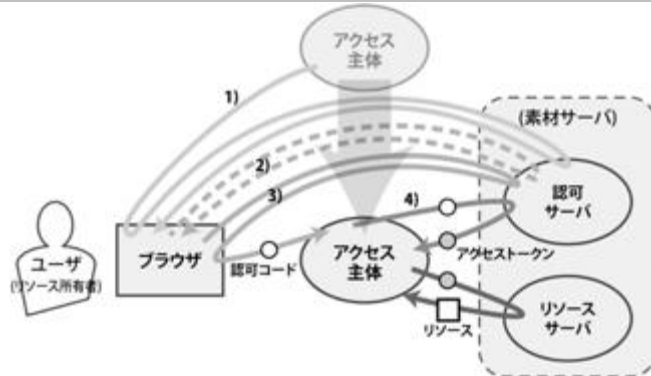 アクセス
主体
1)
(素材サーバ)
2)
3)
4)
認可
サーバ
アクセストークン
ユーザ
(リソース所有者)
ブラウザ
認可コード
アクセス
主体
リソース
リソース
サーバ